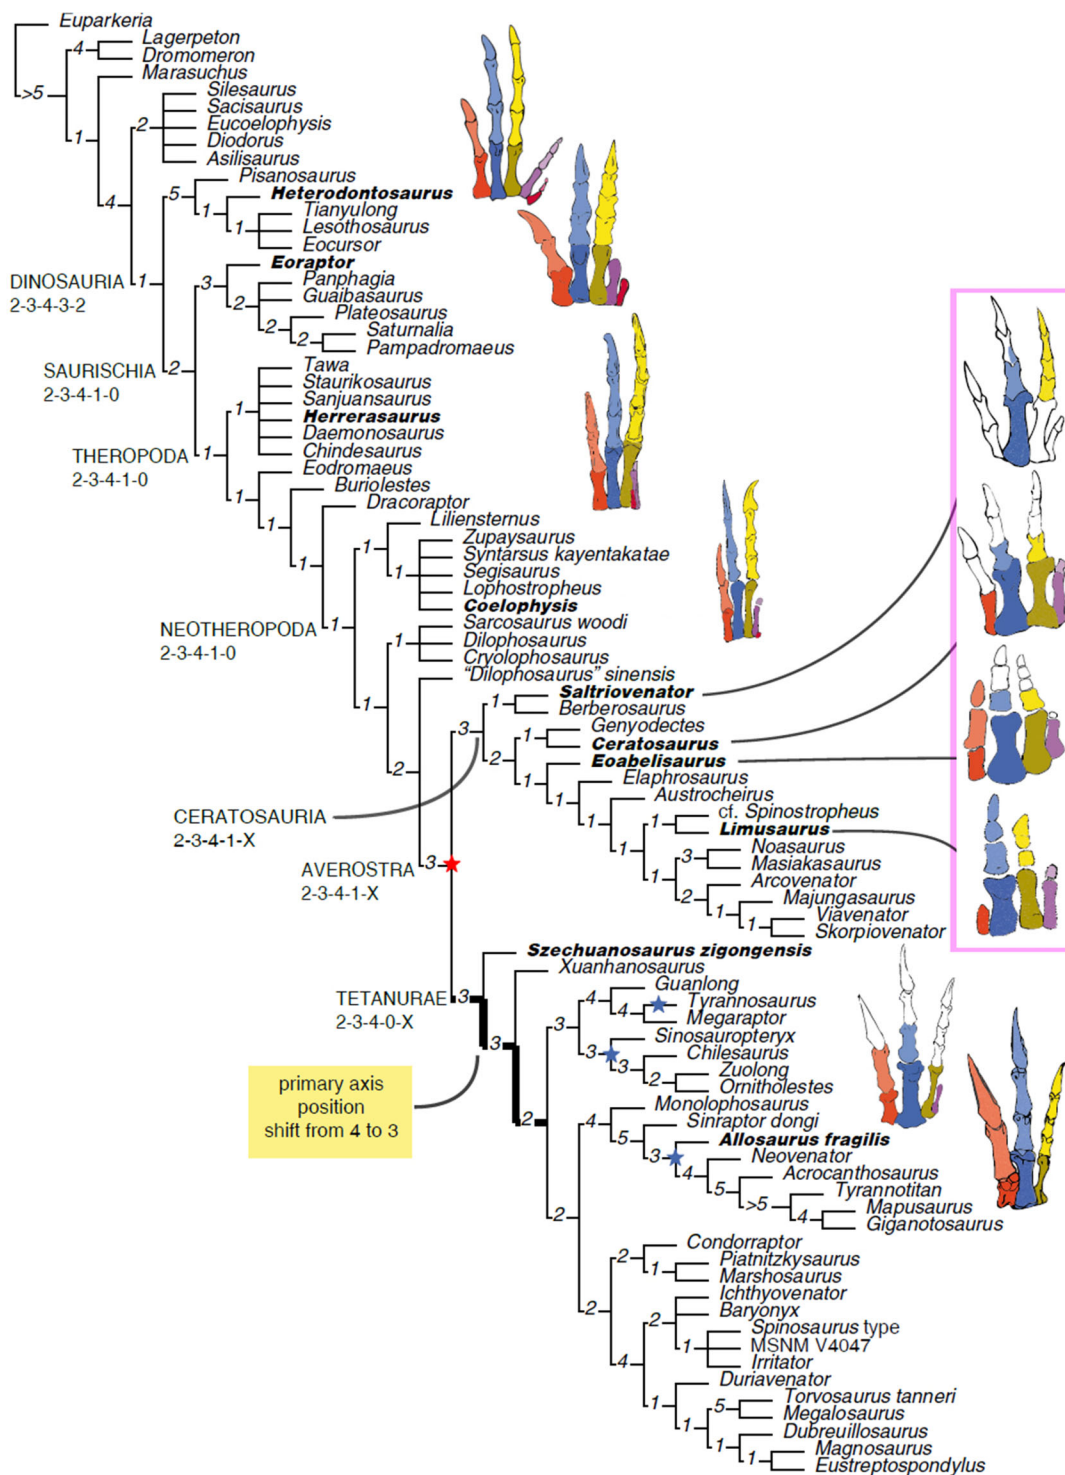 Euparkeria
Lagerpeton
4
Dromomeron
Marasuchus
>5
Silesaurus
Sacisaurus
1
2
Eucoelophysis
Diodorus
Asilisaurus
Pisanosaurus
5
Heterodontosaurus
4
1
Tianyulong
1
Lesothosaurus
Eocursor
Eoraptor
DINOSAURIA
1
3
Panphagia
2-3-4-3-2
2
Guaibasaurus
Plateosaurus
2
Saturnalia
2
Pampadromaeus
SAURISCHIA
2
Tawa
2-3-4-1-0
Staurikosaurus
Sanjuansaurus
1
Herrerasaurus
Daemonosaurus
THEROPODA
1
Chindesaurus
2-3-4-1-0
Eodromaeus
1
Buriolestes
Dracoraptor
1
Liliensternus
1
Zupaysaurus
Syntarsus kayentakatae
1
1
Segisaurus
Lophostropheus
Coelophysis
NEOTHEROPODA
1
Sarcosaurus woodi
2-3-4-1-0
1
Dilophosaurus
Cryolophosaurus
"Dilophosaurus" sinensis
1
1
Saltriovenator
Berberosaurus
3
Genyodectes
1
Ceratosaurus
2
Eoabelisaurus
2
1
Elaphrosaurus
1
Austrocheirus
CERATOSAURIA
1
1
cf. Spinostropheus
2-3-4-1-X
Limusaurus
1
Noasaurus
3
Masiakasaurus
AVEROSTRA
3
1
Arcovenator
2-3-4-1-X
2
Majungasaurus
1
Viavenator
1
Skorpiovenator
Szechuanosaurus zigongensis
Xuanhanosaurus
TETANURAE
3
Guanlong
2-3-4-0-X
4
Tyrannosaurus
4
Megaraptor
3
Sinosauropteryx
3
3
Chilesaurus
3
Zuolong
2
Ornitholestes
primary axis
position
shift from 4 to 3
2
Monolophosaurus
4
Sinraptor dongi
5
Allosaurus fragilis
3
Neovenator
4
Acrocanthosaurus
5
Tyrannotitan
>5
Mapusaurus
4
Giganotosaurus
2
Condorraptor
2
Piatnitzkysaurus
1
Marshosaurus
2
Ichthyovenator
2
Baryonyx
Spinosaurus type
1
MSNM V4047
4
Irritator
Duriavenator
1
5
Torvosaurus tanneri
Megalosaurus
1
Dubreuillosaurus
1
Magnosaurus
1
Eustreptospondylus